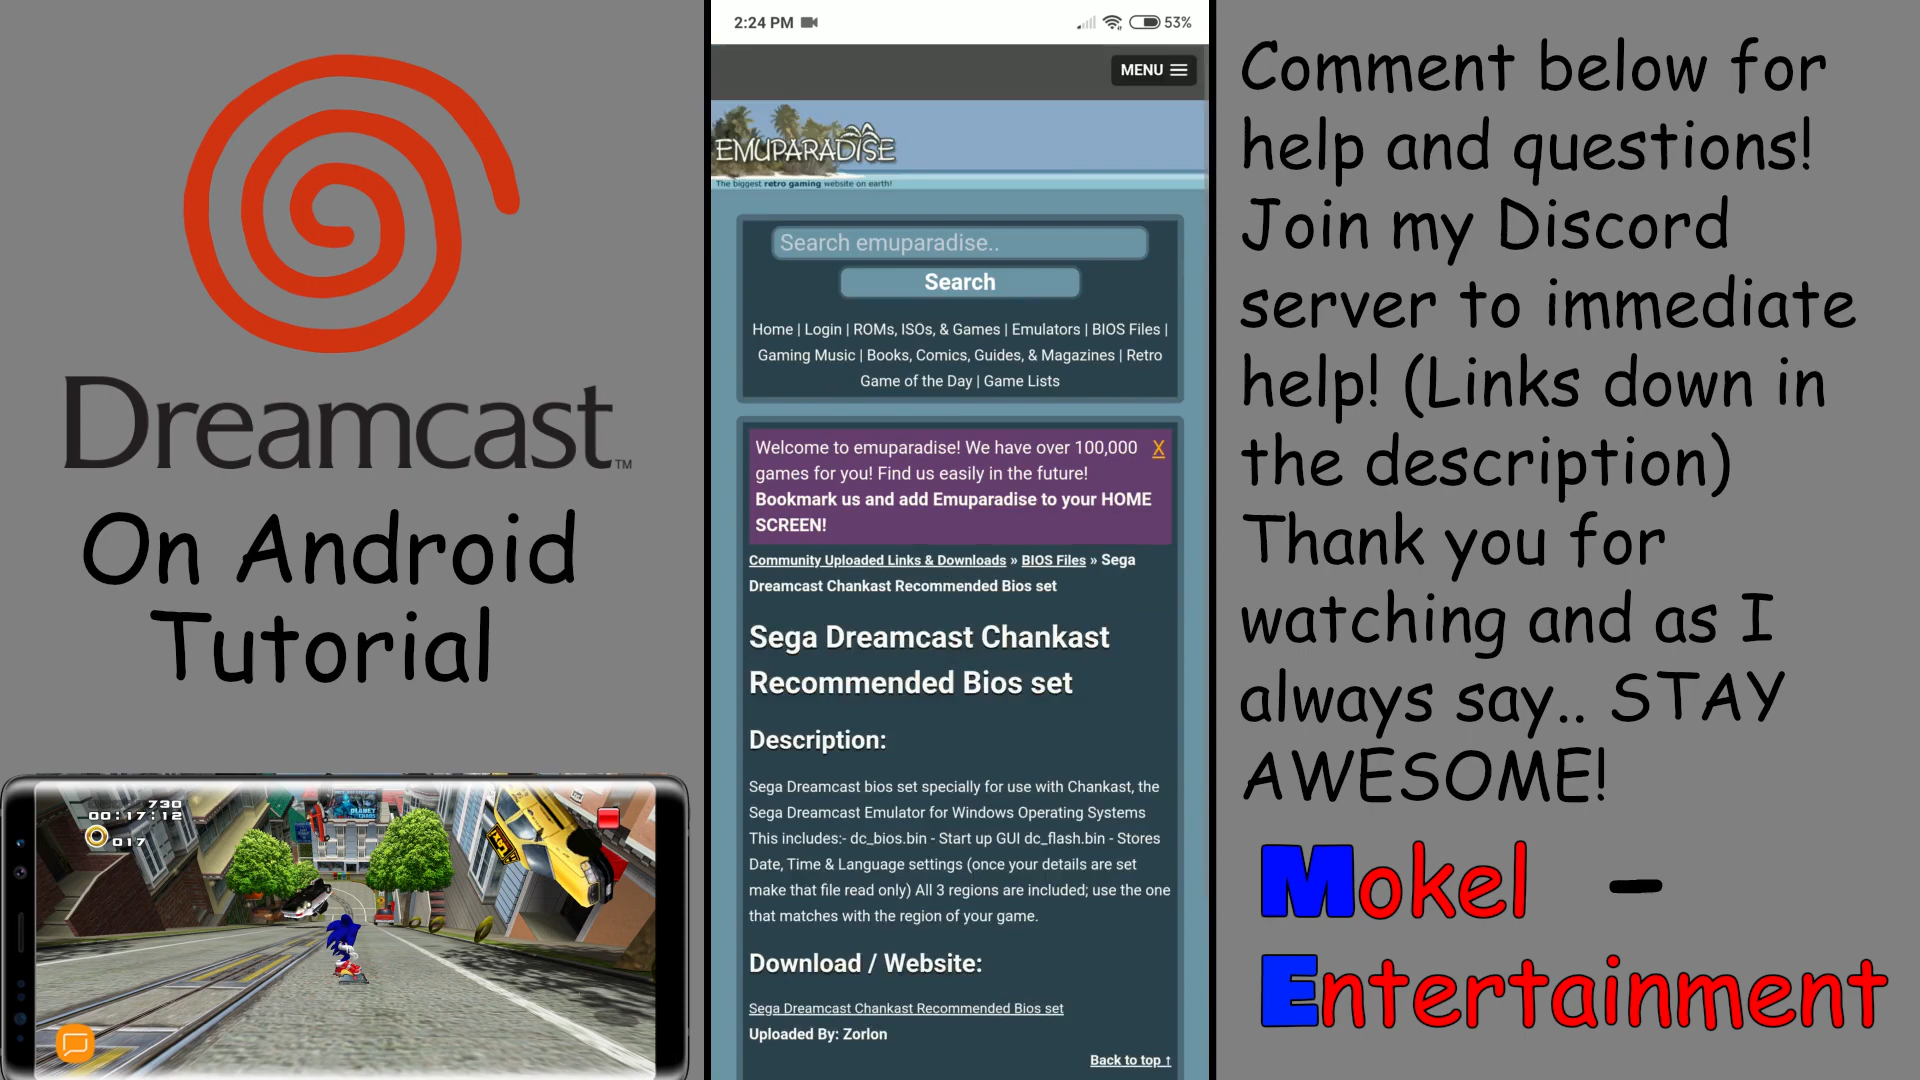 Dreamcast™
On Android
Tutorial
730
00:17:12
017
2:24 PM
53%
MENU
EMUPARADISE
The biggest retro gaming website on earth!
Search emuparadise..
Search
Home | Login | ROMs, ISOs, & Games | Emulators | BIOS Files |
Gaming Music | Books, Comics, Guides, & Magazines | Retro
Game of the Day | Game Lists
Welcome to emuparadise! We have over 100,000
games for you! Find us easily in the future!
Bookmark us and add Emuparadise to your HOME
SCREEN!
X
Community Uploaded Links & Downloads » BIOS Files » Sega
Dreamcast Chankast Recommended Bios set
Sega Dreamcast Chankast
Recommended Bios set
Description:
Sega Dreamcast bios set specially for use with Chankast, the
Sega Dreamcast Emulator for Windows Operating Systems
This includes:- dc_bios.bin - Start up GUI dc_flash.bin - Stores
Date, Time & Language settings (once your details are set
make that file read only) All 3 regions are included; use the one
that matches with the region of your game.
Download / Website:
Sega Dreamcast Chankast Recommended Bios set
Uploaded By: Zorlon
Back to top ↑
Comment below for
help and questions!
Join my Discord
server to immediate
help! (Links down in
the description)
Thank you for
watching and as I
always say.. STAY
AWESOME!
Mokel -
Entertainment